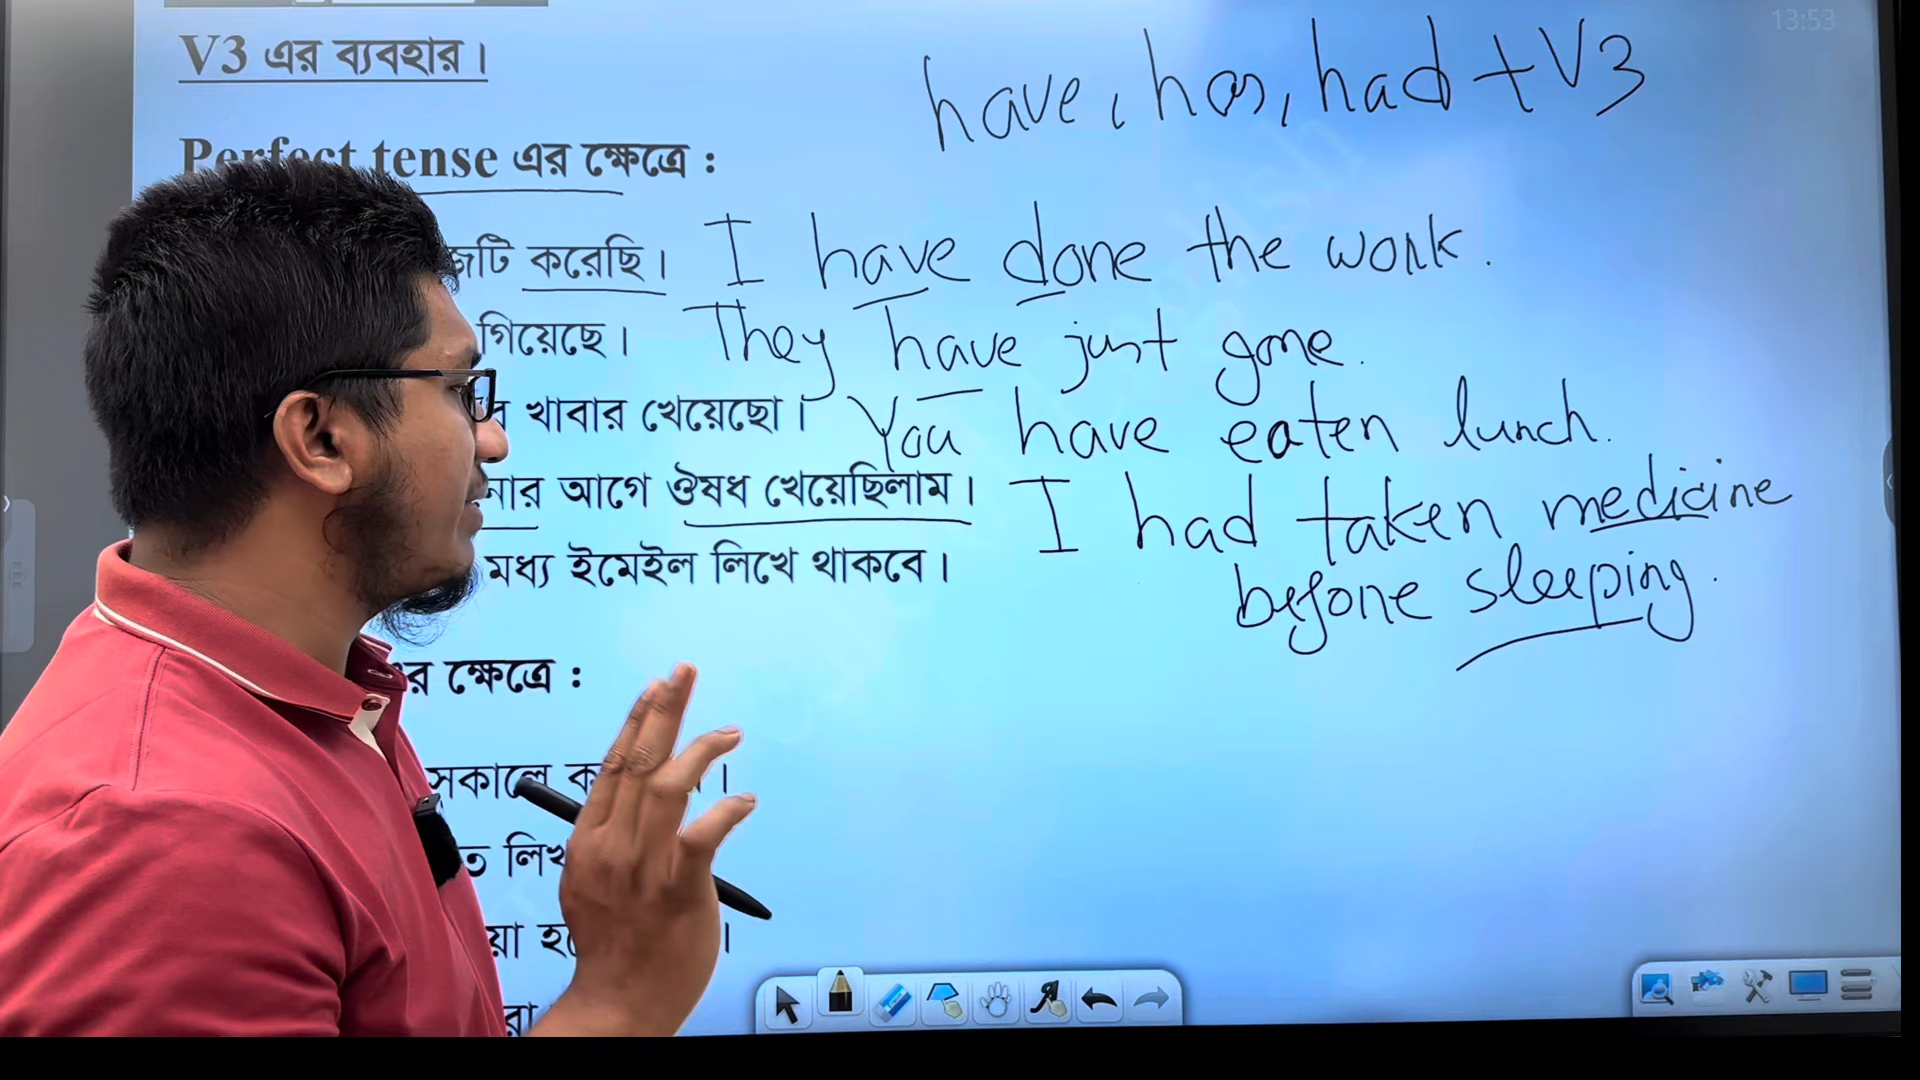 13:53
V3 এর ব্যবহার।
have, has, had + V3
Perfect tense এর ক্ষেত্রে :
করেছি। I have done the work.
গিয়েছে। They have just gone.
খাবার খেয়েছো। You have eaten lunch.
আগে ঔষধ খেয়েছিলাম। I had taken medicine
before sleeping.
মধ্য ইমেইল লিখে থাকবে।
ক্ষেত্রে :
সকালে